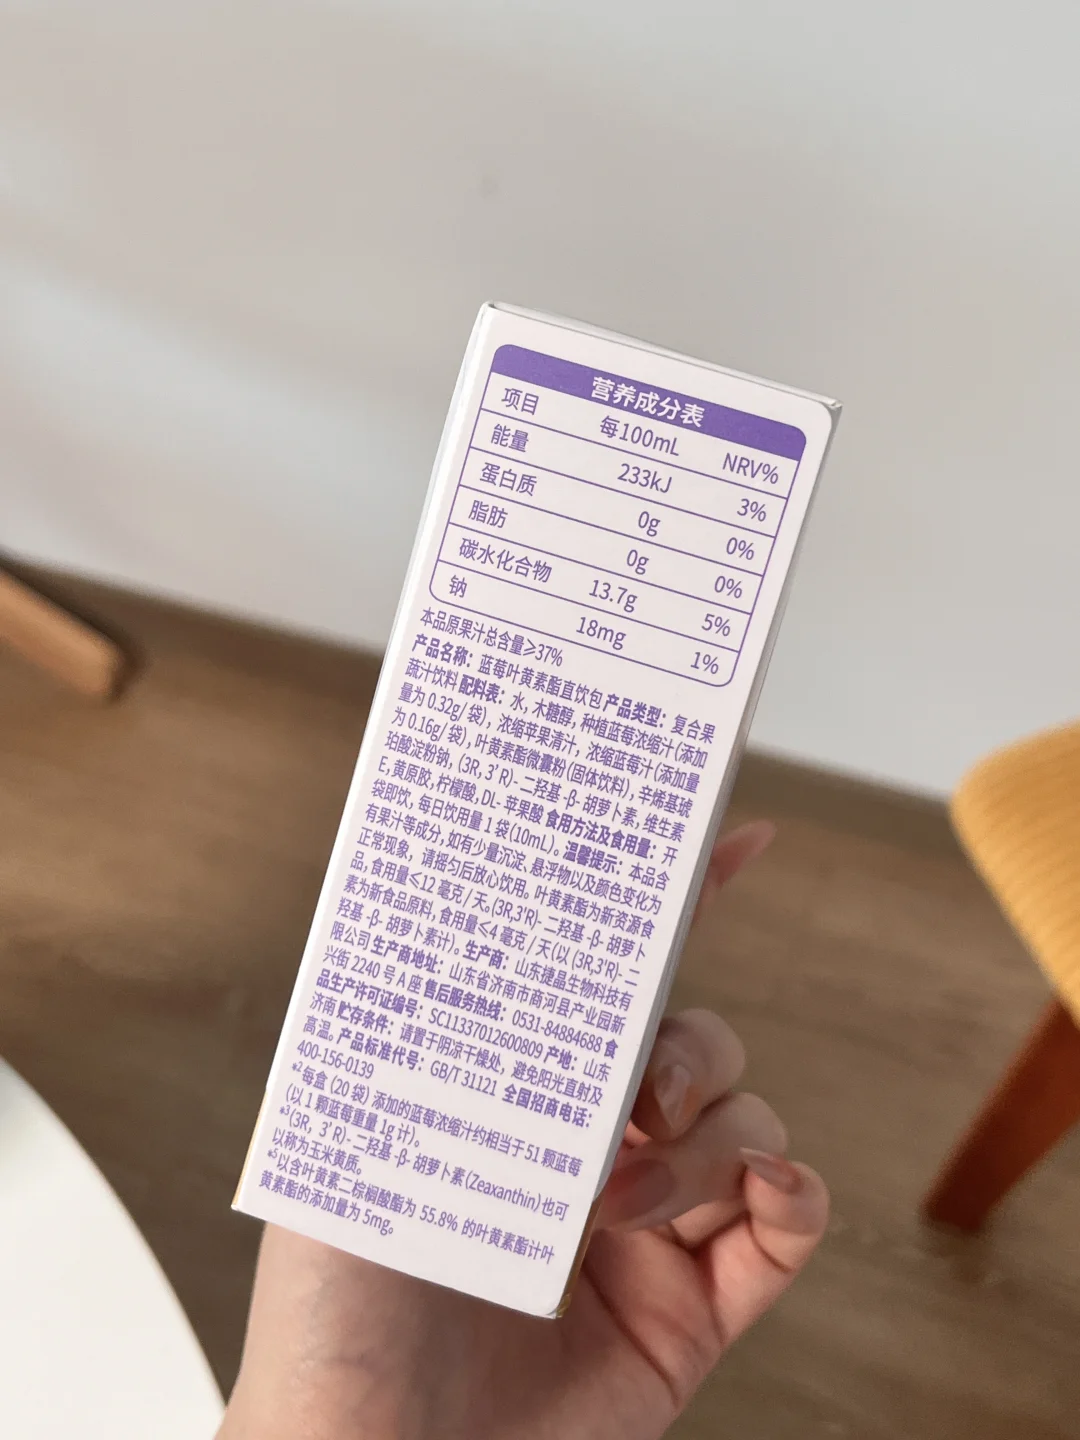 营养成分表
项目 每100mL NRV%
能量 233kJ 3%
蛋白质 0g 0%
脂肪 0g 0%
碳水化合物 13.7g 5%
钠 18mg 1%
本品原果汁总含量≥37%
产品名称：蓝莓叶黄素酯直饮包 产品类型：复合果
蔬汁饮料 配料表：水，木糖醇，种植蓝莓浓缩汁（添加
量为 0.32g/ 袋），浓缩苹果清汁，浓缩蓝莓汁（添加量
为 0.16g/ 袋），叶黄素酯微囊粉（固体饮料），辛烯基琥
珀酸淀粉钠，(3R, 3′R)- 二羟基 -β- 胡萝卜素，维生素
E，黄原胶，柠檬酸，DL- 苹果酸 食用方法及食用量：开
袋即饮，每日饮用量 1 袋（10mL）。温馨提示：本品含
有果汁等成分，如有少量沉淀、悬浮物以及颜色变化为
正常现象，请摇匀后放心饮用。叶黄素酯为新资源食
品，食用量≤12 毫克 / 天。(3R,3′R)- 二羟基 -β- 胡萝卜
素为新食品原料，食用量≤4 毫克 / 天（以 (3R,3′R)- 二
羟基 -β- 胡萝卜素计）。生产商：山东捷晶生物科技有
限公司 生产商地址：山东省济南市商河县产业园新
兴街 2240 号 A 座 售后服务热线：0531-84884688 食
品生产许可证编号：SC11337012600809 产地：山东
济南 贮存条件：请置于阴凉干燥处，避免阳光直射及
高温。产品标准代号：GB/T 31121 全国招商电话：
400-156-0139
*2 每盒（20 袋）添加的蓝莓浓缩汁约相当于 51 颗蓝莓
（以 1 颗蓝莓重量 1g 计）。
*3 (3R, 3′R)- 二羟基 -β- 胡萝卜素（Zeaxanthin）也可
以称为玉米黄质。
*5 以含叶黄素二棕榈酸酯为 55.8% 的叶黄素酯计叶
黄素酯的添加量为 5mg。